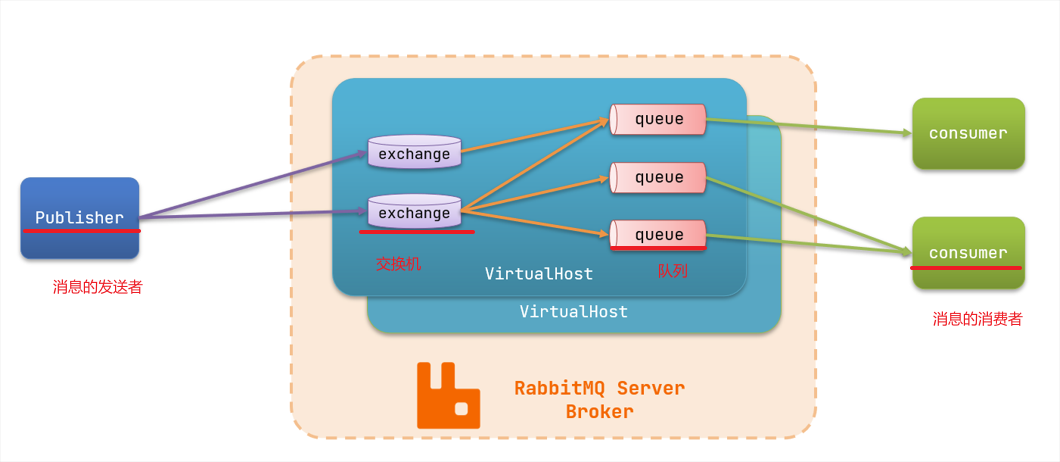 Publisher
消息的发送者
exchange
exchange
交换机
queue
queue
queue
队列
VirtualHost
VirtualHost
RabbitMQ Server
Broker
consumer
consumer
消息的消费者